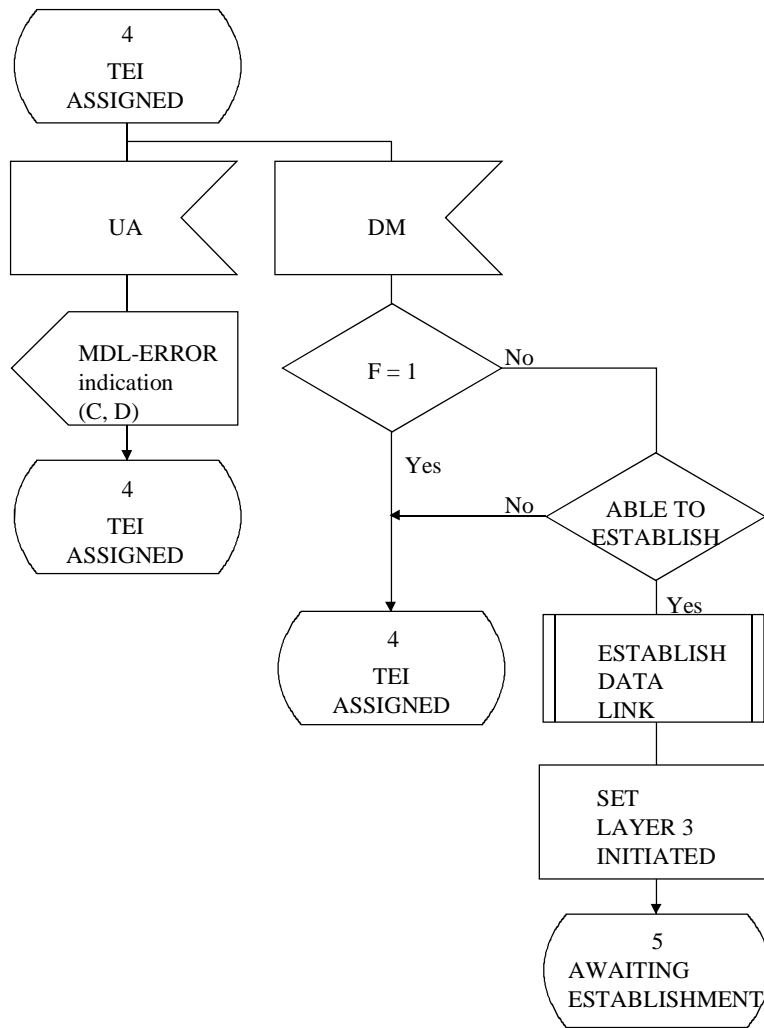 4
TEI
ASSIGNED
UA
DM
MDL-ERROR
indication
(C, D)
F = 1
No
Yes
4
TEI
ASSIGNED
No
ABLE TO
ESTABLISH
Yes
4
TEI
ASSIGNED
ESTABLISH
DATA
LINK
SET
LAYER 3
INITIATED
5
AWAITING
ESTABLISHMENT